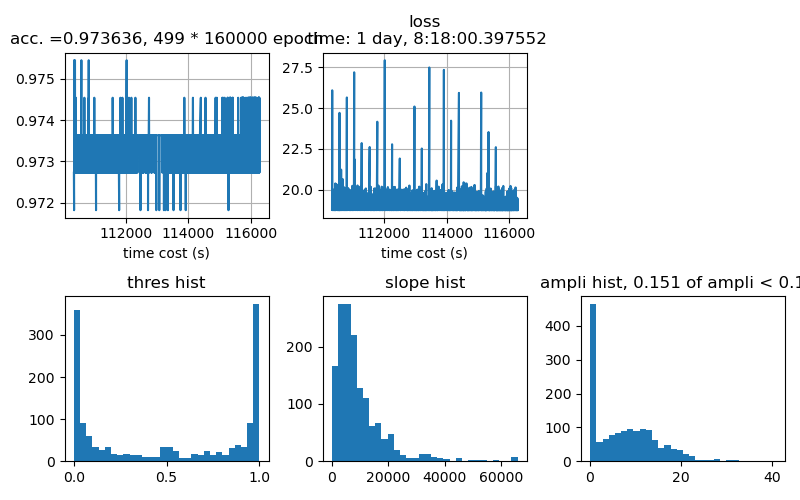 acc. =0.973636, 499 * 160000 epoch
loss
time: 1 day, 8:18:00.397552
0.975
0.974
0.973
0.972
112000 114000 116000
time cost (s)
27.5
25.0
22.5
20.0
112000 114000 116000
time cost (s)
thres hist
300
200
100
0
0.0 0.5 1.0
slope hist
200
100
0
0 20000 40000 60000
ampli hist, 0.151 of ampli < 0.1
400
300
200
100
0
0 20 40